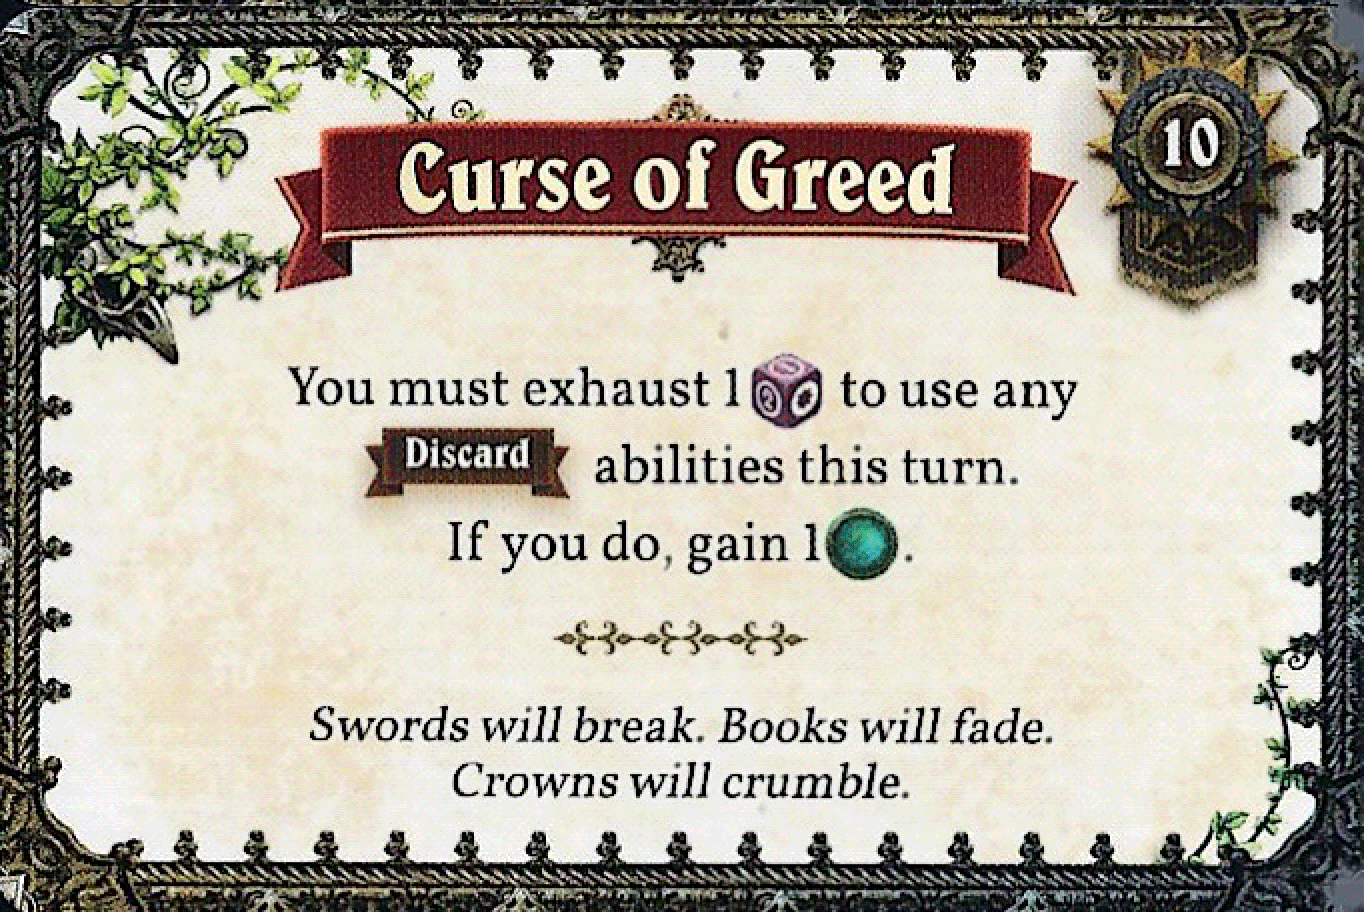 Curse of Greed
10
You must exhaust 1 to use any
Discard abilities this turn.
If you do, gain 1.
Swords will break. Books will fade.
Crowns will crumble.